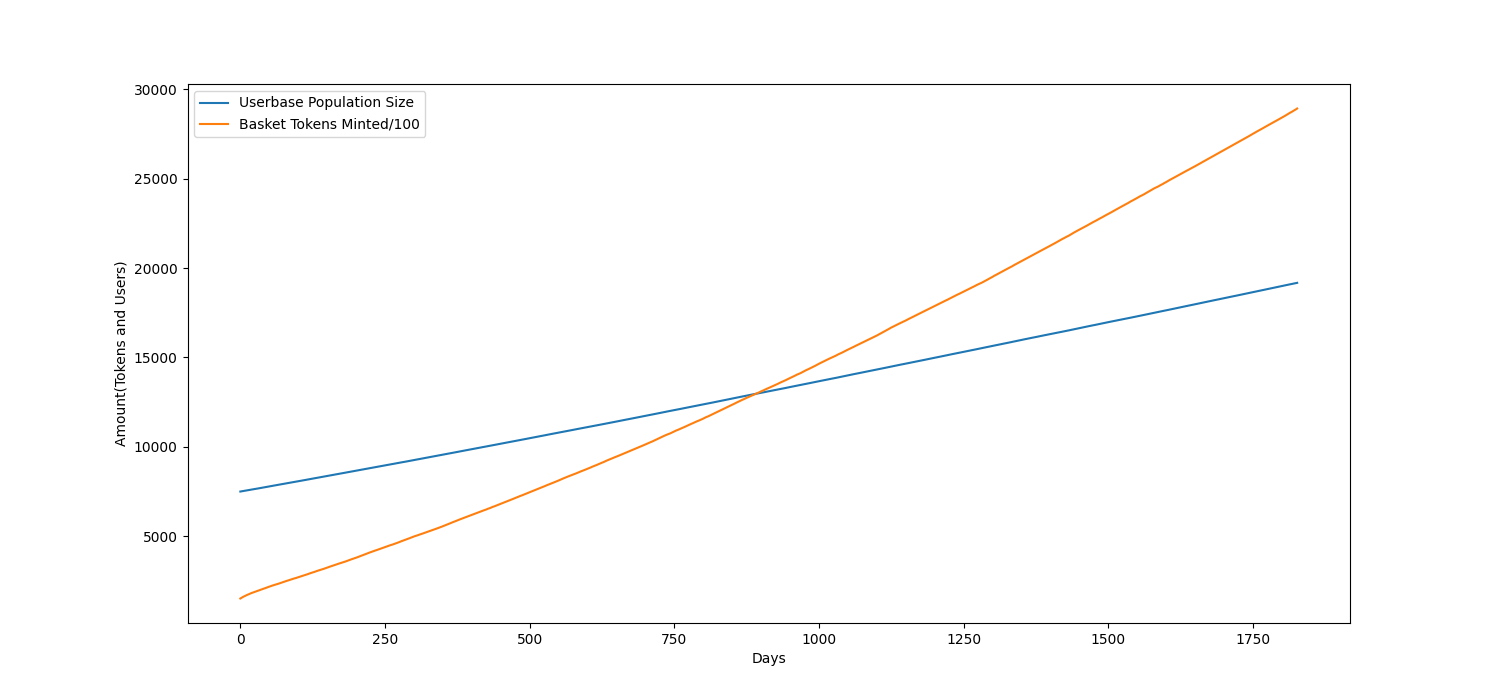 30000
25000
20000
15000
10000
5000
Amount(Tokens and Users)
Userbase Population Size
Basket Tokens Minted/100
0 250 500 750 1000 1250 1500 1750
Days